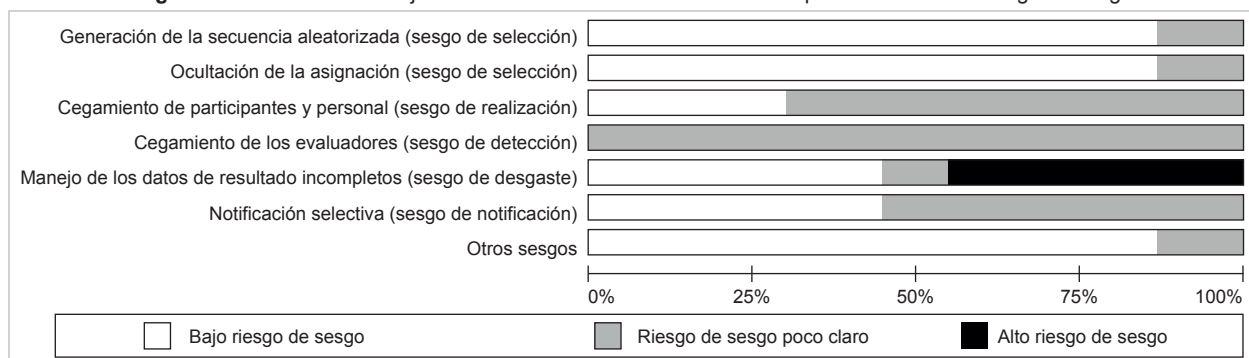 Generación de la secuencia aleatorizada (sesgo de selección)
Ocultación de la asignación (sesgo de selección)
Cegamiento de participantes y personal (sesgo de realización)
Cegamiento de los evaluadores (sesgo de detección)
Manejo de los datos de resultado incompletos (sesgo de desgaste)
Notificación selectiva (sesgo de notificación)
Otros sesgos
0% 25% 50% 75% 100%
Bajo riesgo de sesgo Riesgo de sesgo poco claro Alto riesgo de sesgo